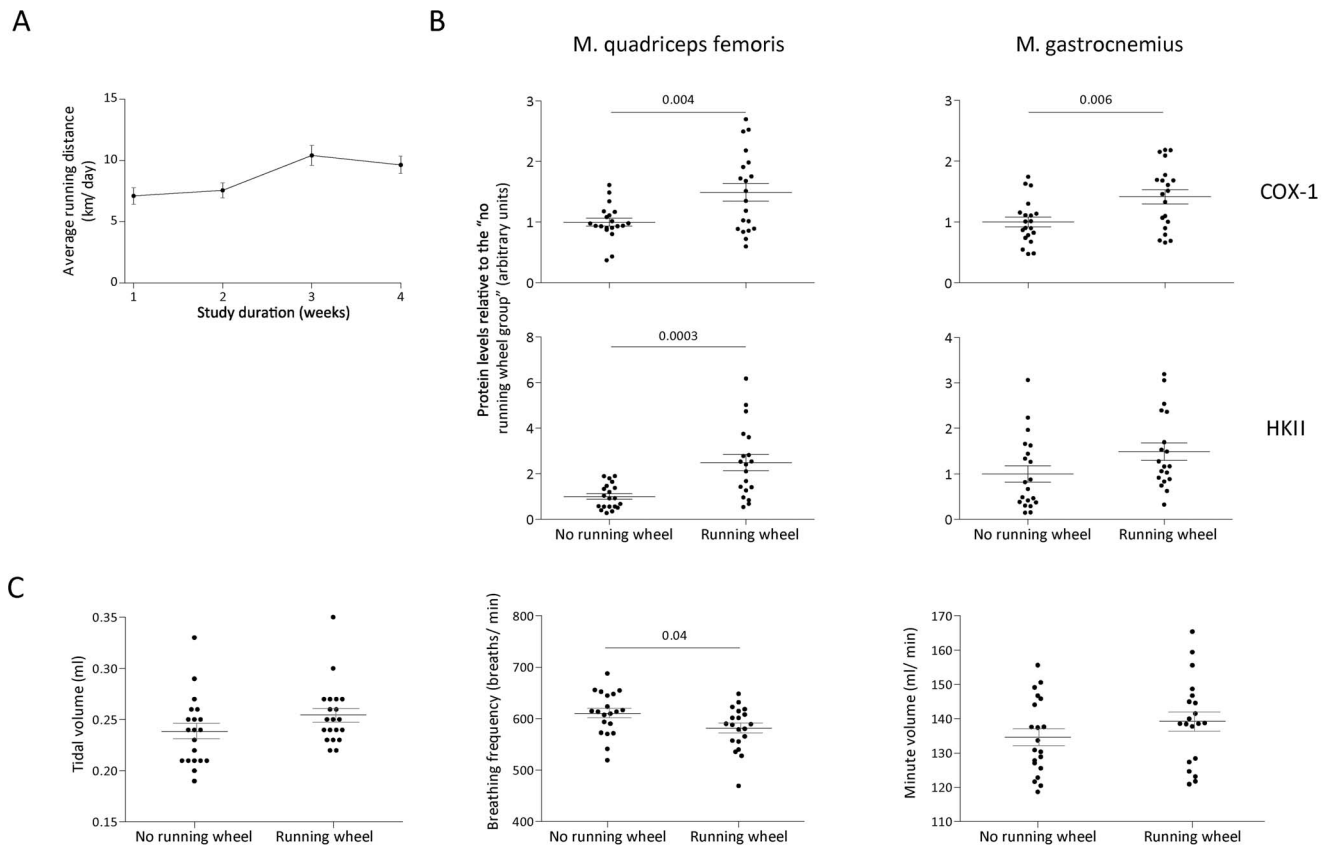 A
B
M. quadriceps femoris
M. gastrocnemius
Average running distance
(km/ day)
15
10
5
0
1
2
3
4
Study duration (weeks)
Protein levels relative to the "no
running wheel group" (arbitrary units)
3
2
1
0
0.004
3
2
1
0
0.006
COX-1
8
6
4
2
0
0.0003
No running wheel
Running wheel
4
3
2
1
0
No running wheel
Running wheel
HKII
C
Tidal volume (ml)
0.35
0.30
0.25
0.20
0.15
No running wheel
Running wheel
Breathing frequency (breaths/ min)
800
700
600
500
400
0.04
No running wheel
Running wheel
Minute volume (ml/ min)
170
160
150
140
130
120
110
No running wheel
Running wheel